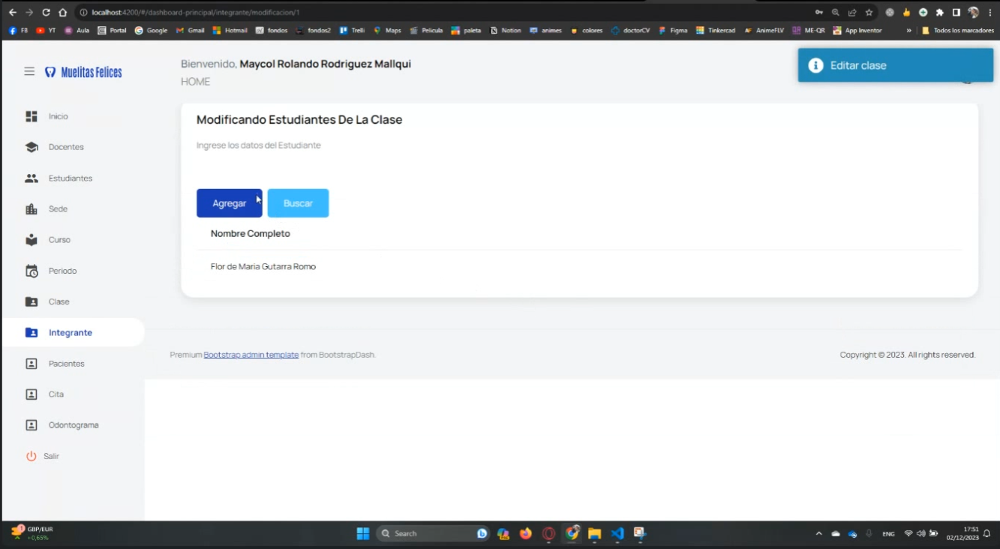 localhost:4200/#/dashboard-principal/integrante/modificacion/1
FB YT Aula Portal Google Gmail Hotmail fondos fondos2 Trelli Maps Pelicula paleta Notion animes colores doctorCV Figma Tinkercad AnimeFLV ME-QR App Inventor » Todos los marcadores
Muelitas Felices
Bienvenido, Maycol Rolando Rodriguez Mallqui
HOME
Editar clase
Inicio
Docentes
Estudiantes
Sede
Curso
Periodo
Clase
Integrante
Pacientes
Cita
Odontograma
Salir
Modificando Estudiantes De La Clase
Ingrese los datos del Estudiante
Agregar Buscar
Nombre Completo
Flor de Maria Gutarra Romo
Premium Bootstrap admin template from BootstrapDash. Copyright © 2023. All rights reserved.
1
GBP/EUR
+0,65%
Search
ENG
17:51
02/12/2023